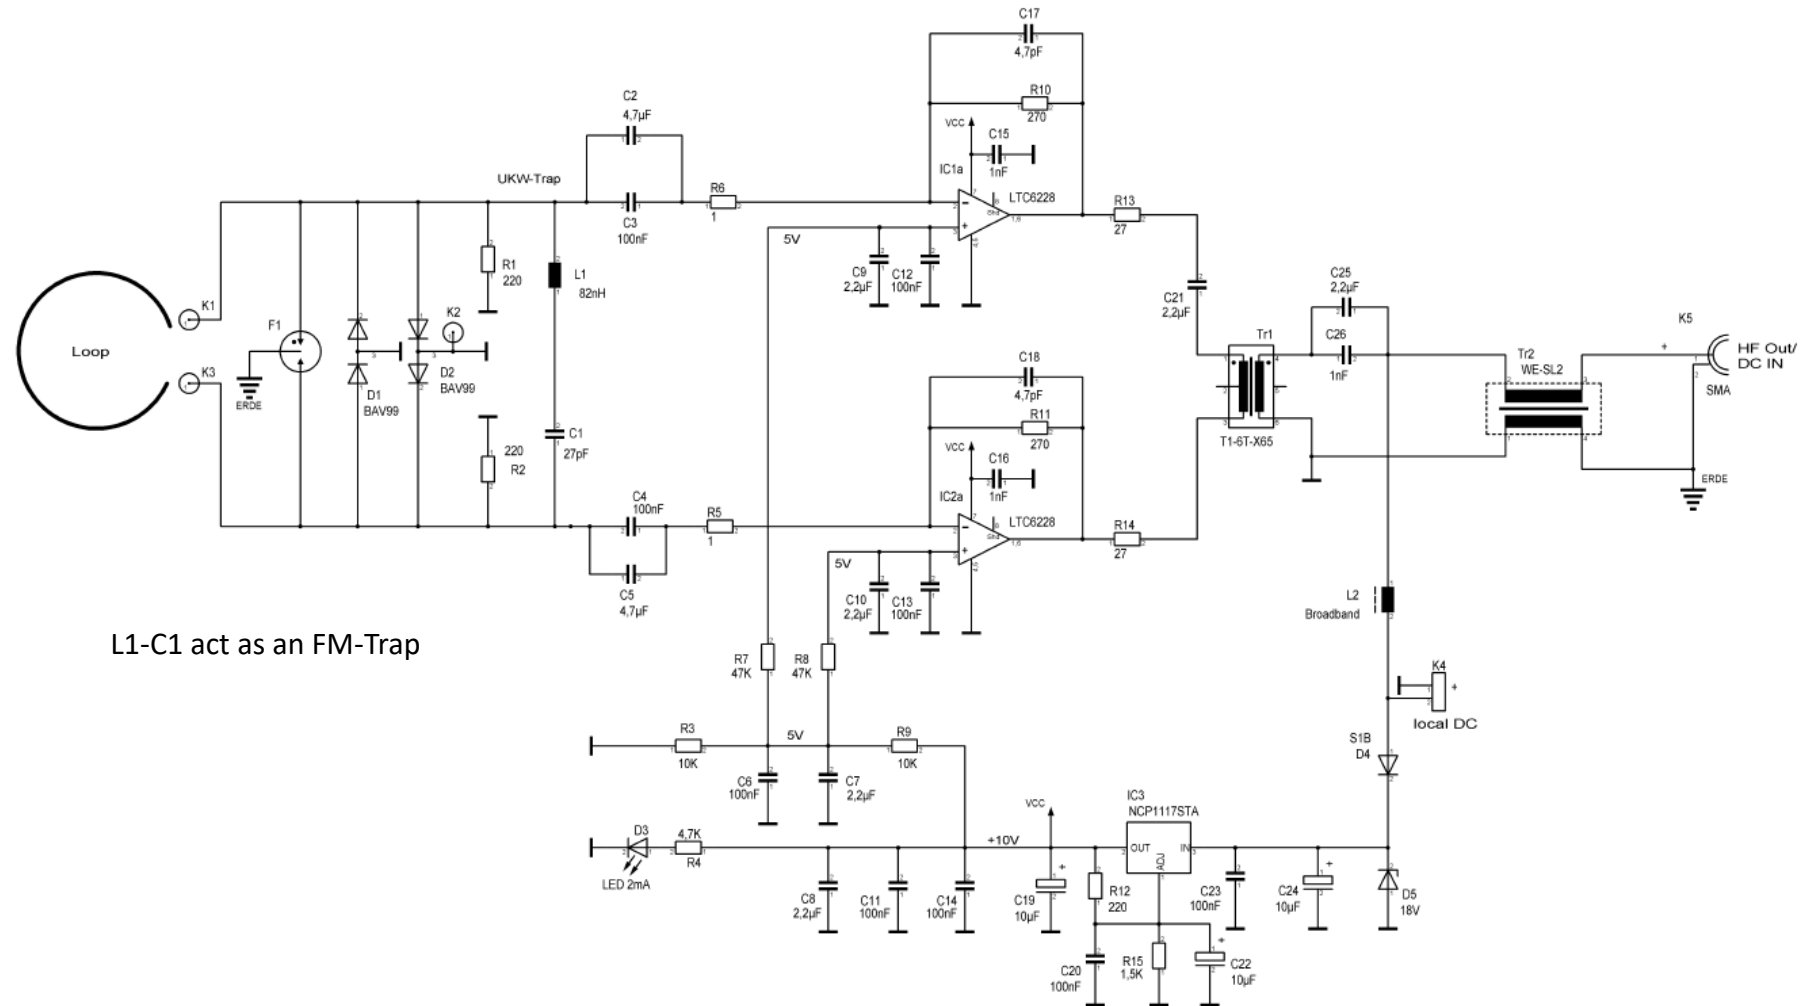 C17
4,7pF
R10
270
VCC
C15
1nF
IC1a
LTC6228
Shd
C2
4,7µF
UKW-Trap
C3
100nF
R6
1
5V
C9
2,2µF
C12
100nF
R13
27
C21
2,2µF
K1
Loop
K3
F1
ERDE
D1
BAV99
K2
D2
BAV99
R1
220
220
R2
L1
82nH
C1
27pF
C18
4,7pF
R11
270
VCC
C16
1nF
IC2a
LTC6228
Shd
C4
100nF
C5
4,7µF
R5
1
5V
C10
2,2µF
C13
100nF
R14
27
Tr1
T1-6T-X65
C25
2,2µF
C26
1nF
Tr2
WE-SL2
K5
+
HF Out/
DC IN
SMA
ERDE
L2
Broadband
K4
+
local DC
S1B
D4
L1-C1 act as an FM-Trap
R7
47K
R8
47K
R3
10K
5V
R9
10K
C6
100nF
C7
2,2µF
D3
LED 2mA
4,7K
R4
+10V
VCC
IC3
NCP1117STA
OUT
IN
ADJ
C8
2,2µF
C11
100nF
C14
100nF
C19
10µF
+
R12
220
C23
100nF
C24
10µF
+
D5
18V
C20
100nF
R15
1,5K
C22
10µF
+